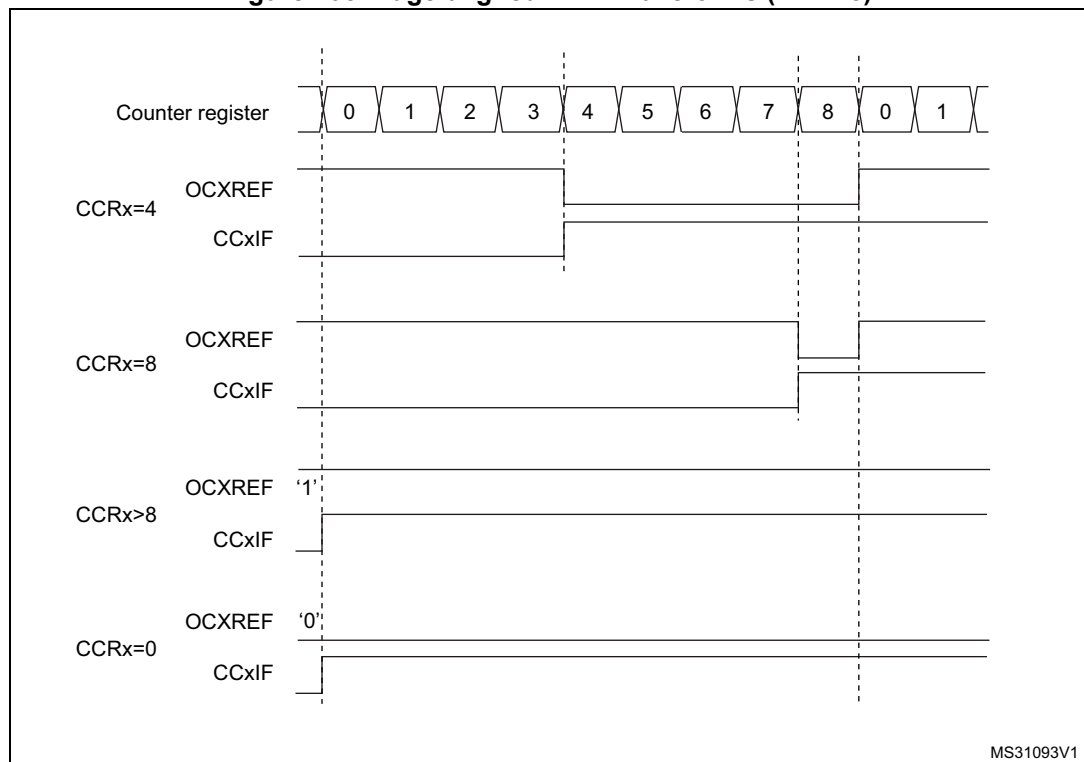 Counter register 0 1 2 3 4 5 6 7 8 0 1
OCXREF
CCRx=4
CCxIF
OCXREF
CCRx=8
CCxIF
OCXREF '1'
CCRx>8
CCxIF
OCXREF '0'
CCRx=0
CCxIF
MS31093V1